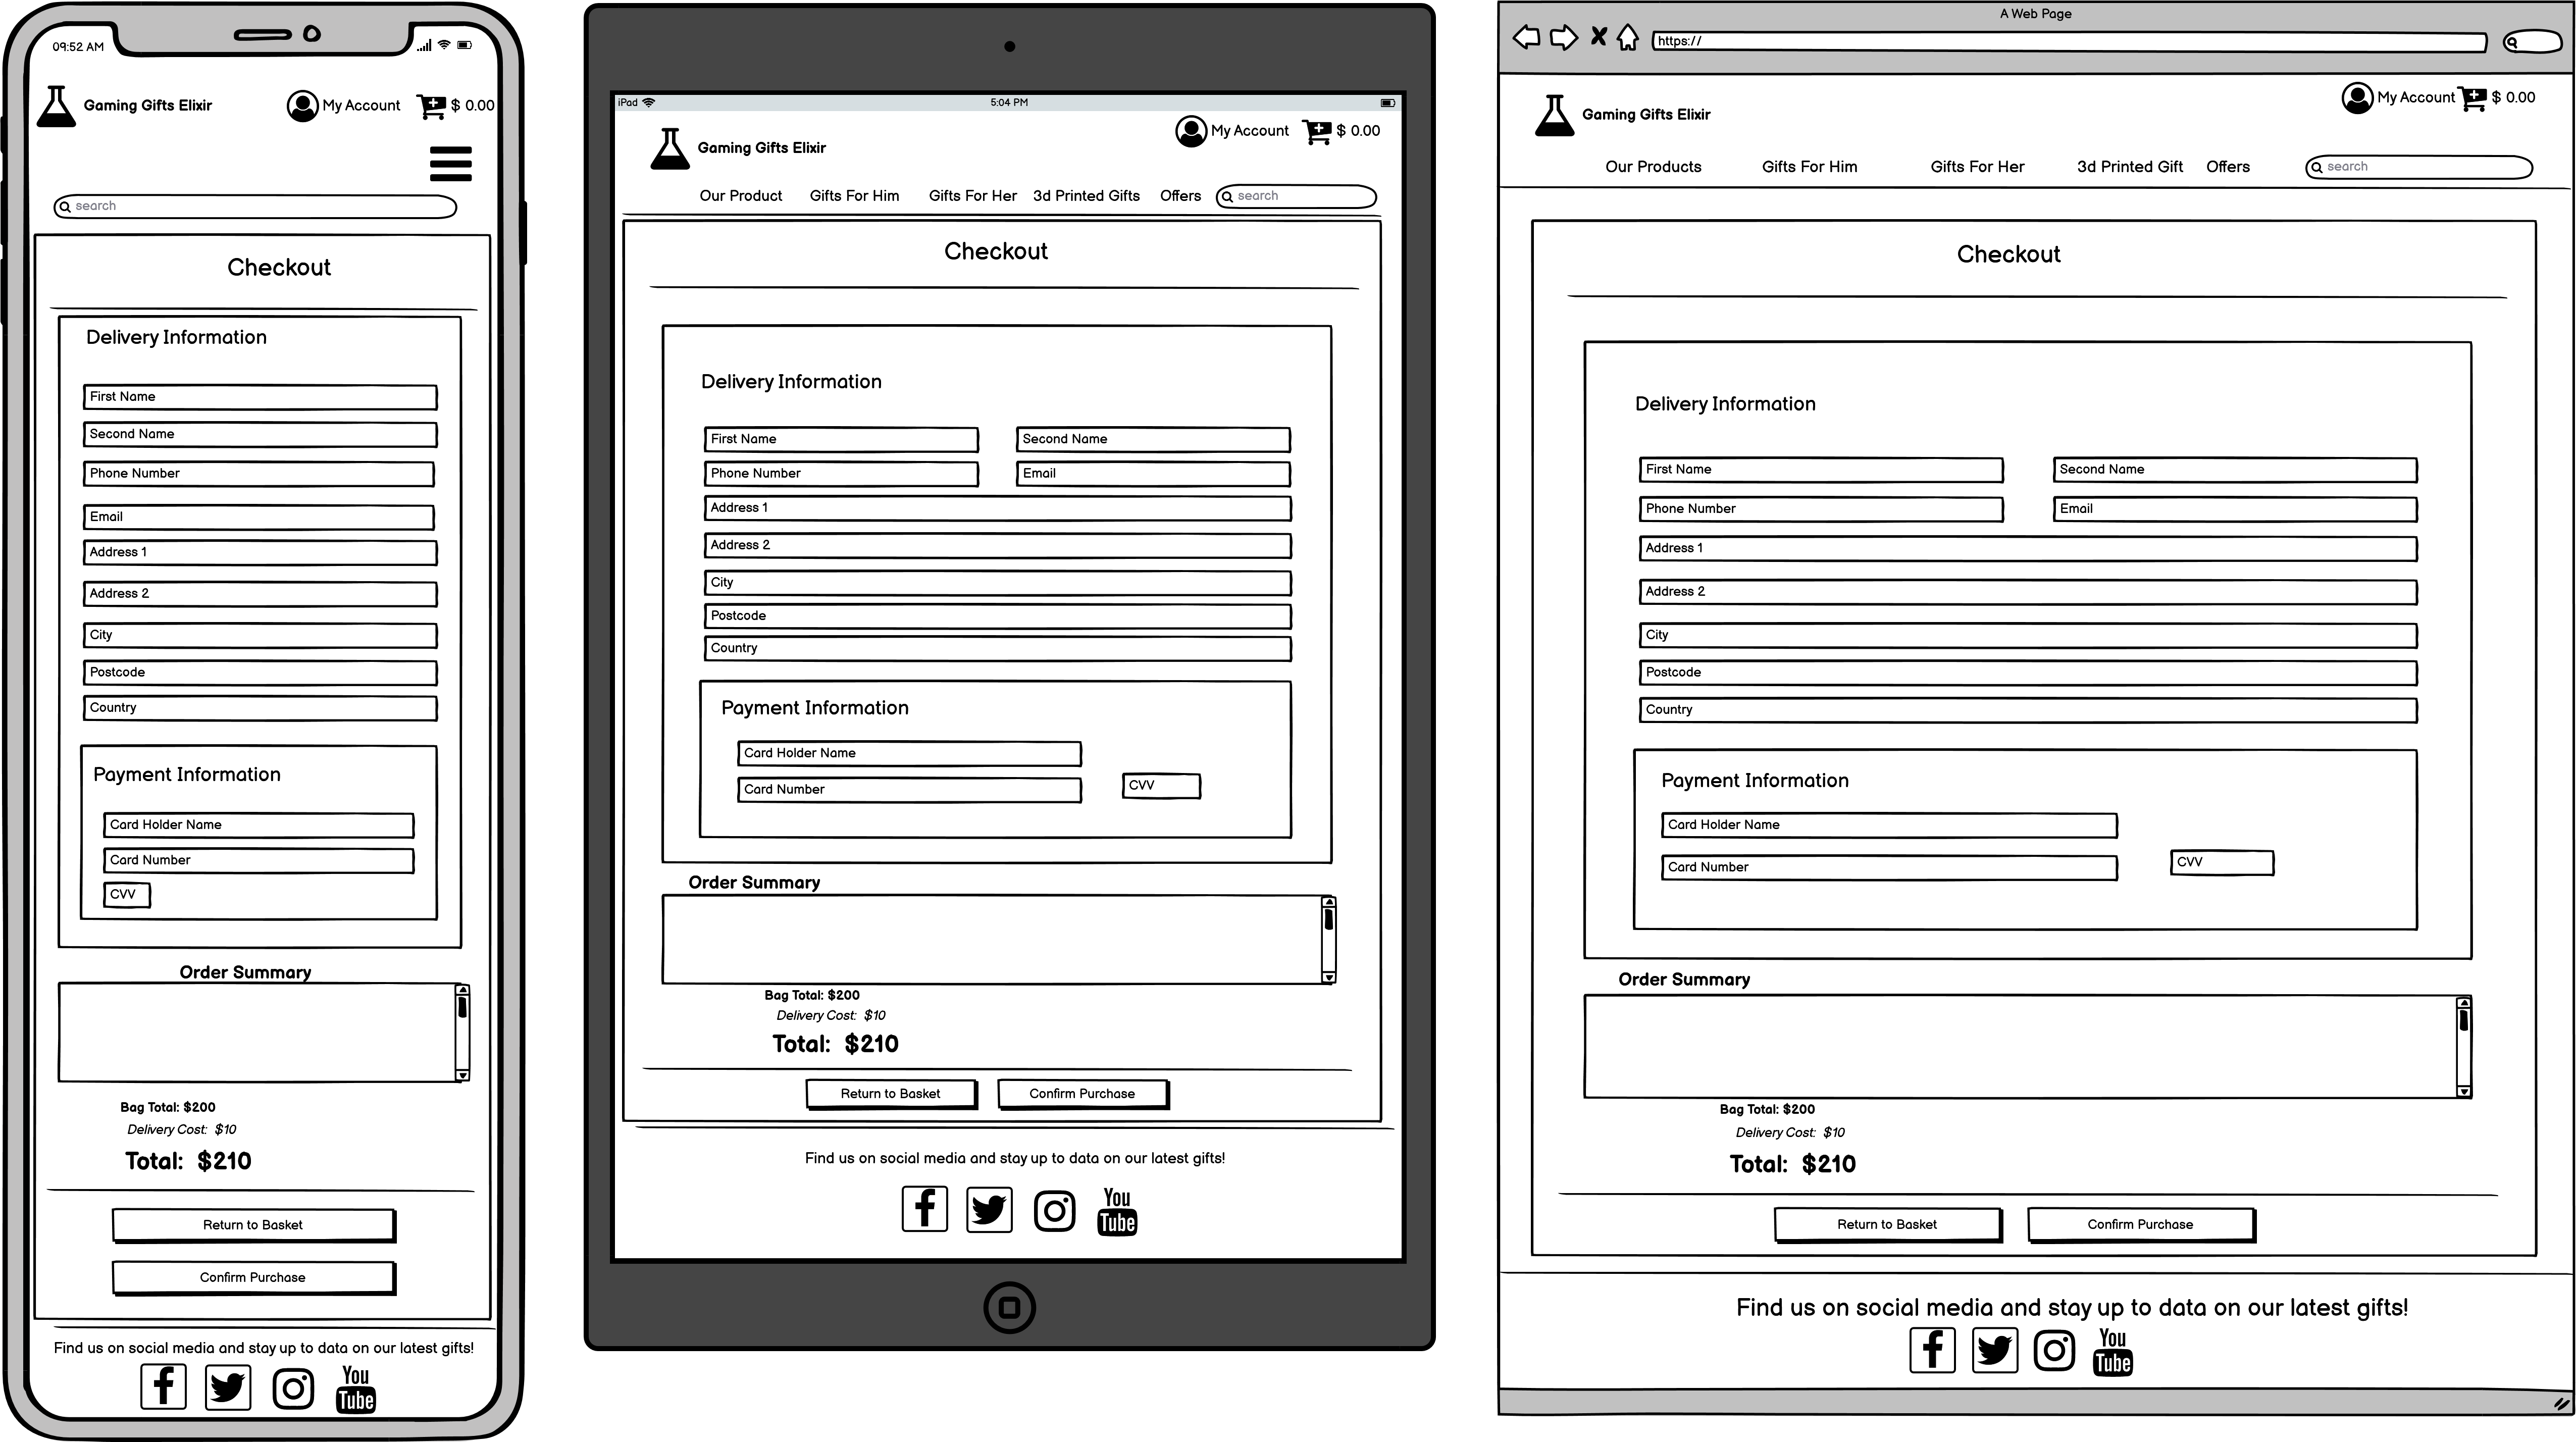 09:52 AM
Gaming Gifts Elixir
My Account
$ 0.00
search
Checkout
Delivery Information
First Name
Second Name
Phone Number
Email
Address 1
Address 2
City
Postcode
Country
Payment Information
Card Holder Name
Card Number
CVV
Order Summary
Bag Total: $200
Delivery Cost: $10
Total: $210
Return to Basket
Confirm Purchase
Find us on social media and stay up to data on our latest gifts!
You
Tube
iPad
5:04 PM
Gaming Gifts Elixir
My Account
$ 0.00
Our Product Gifts For Him Gifts For Her 3d Printed Gifts Offers search
Checkout
Delivery Information
First Name Second Name
Phone Number Email
Address 1
Address 2
City
Postcode
Country
Payment Information
Card Holder Name
Card Number CVV
Order Summary
Bag Total: $200
Delivery Cost: $10
Total: $210
Return to Basket Confirm Purchase
Find us on social media and stay up to data on our latest gifts!
You
Tube
A Web Page
https://
Gaming Gifts Elixir
My Account
$ 0.00
Our Products Gifts For Him Gifts For Her 3d Printed Gift Offers search
Checkout
Delivery Information
First Name Second Name
Phone Number Email
Address 1
Address 2
City
Postcode
Country
Payment Information
Card Holder Name
Card Number CVV
Order Summary
Bag Total: $200
Delivery Cost: $10
Total: $210
Return to Basket Confirm Purchase
Find us on social media and stay up to data on our latest gifts!
You
Tube